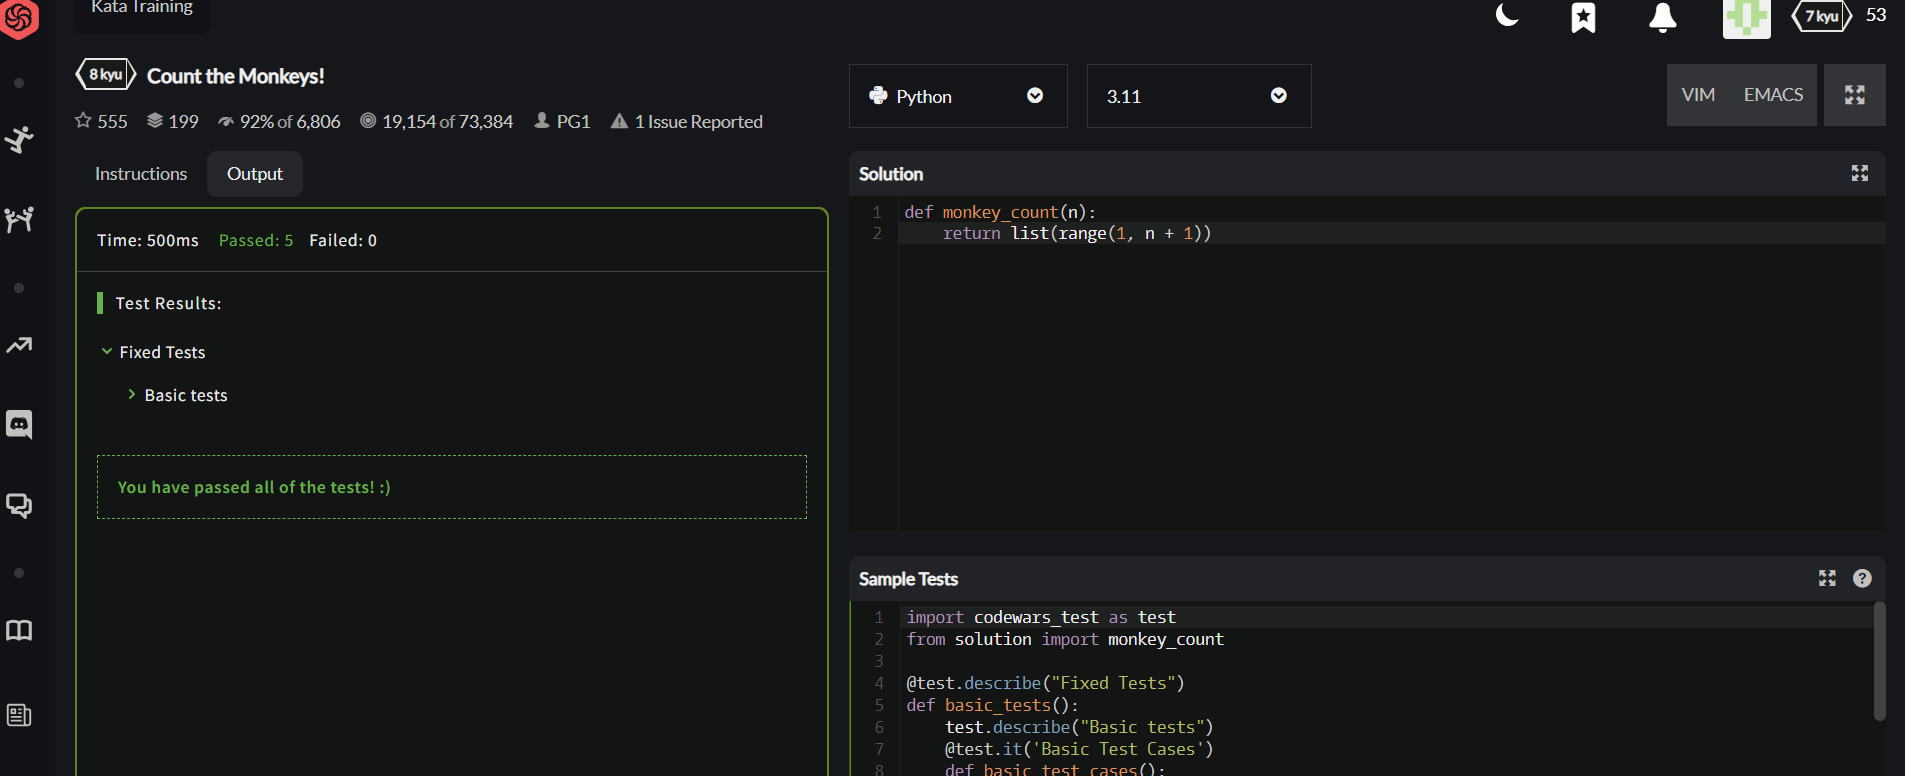 Kata Training
7 kyu 53
8 kyu Count the Monkeys!
555 199 92% of 6,806 19,154 of 73,384 PG1 1 Issue Reported
Instructions Output
Time: 500ms Passed: 5 Failed: 0
Test Results:
Fixed Tests
Basic tests
You have passed all of the tests! :)
Python 3.11 VIM EMACS
Solution
1 def monkey_count(n):
2     return list(range(1, n + 1))
Sample Tests
1 import codewars_test as test
2 from solution import monkey_count
3
4 @test.describe("Fixed Tests")
5 def basic_tests():
6     test.describe("Basic tests")
7     @test.it('Basic Test Cases')
8     def basic_test_cases():